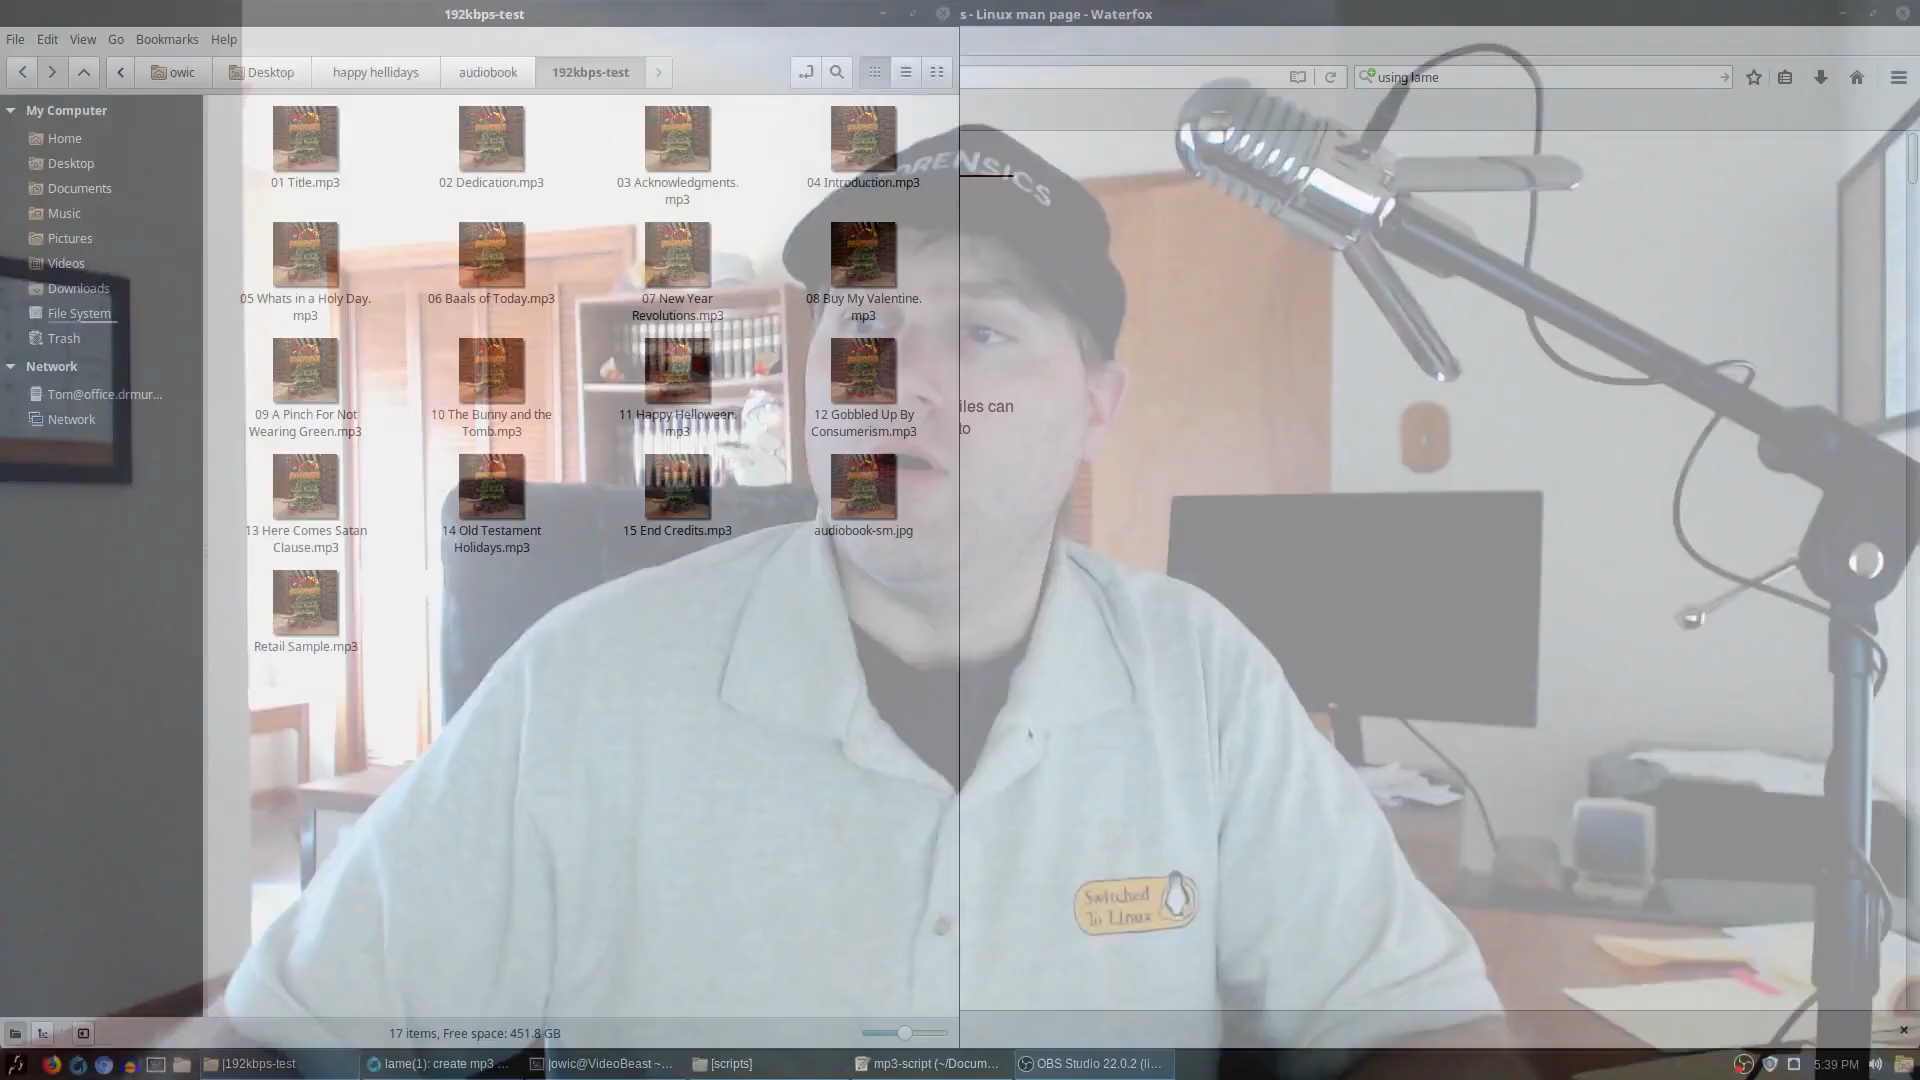 192kbps-test
s - Linux man page - Waterfox
File Edit View Go Bookmarks Help
owic Desktop happy hellidays audiobook 192kbps-test
using lame
My Computer
Home
Desktop
Documents
Music
Pictures
Videos
Downloads
File System
Trash
Network
Tom@office.drmur...
Network
01 Title.mp3
02 Dedication.mp3
03 Acknowledgments.
mp3
04 Introduction.mp3
05 Whats in a Holy Day.
mp3
06 Baals of Today.mp3
07 New Year
Revolutions.mp3
08 Buy My Valentine.
mp3
09 A Pinch For Not
Wearing Green.mp3
10 The Bunny and the
Tomb.mp3
11 Happy Helloween.
mp3
12 Gobbled Up By
Consumerism.mp3
13 Here Comes Satan
Clause.mp3
14 Old Testament
Holidays.mp3
15 End Credits.mp3
audiobook-sm.jpg
Retail Sample.mp3
FORENSICS
iles can
to
Switched
To Linux
17 items, Free space: 451.8 GB
192kbps-test
lame(1): create mp3 ...
owic@VideoBeast ~...
[scripts]
mp3-script (~/Docum...
OBS Studio 22.0.2 (li...
5:39 PM